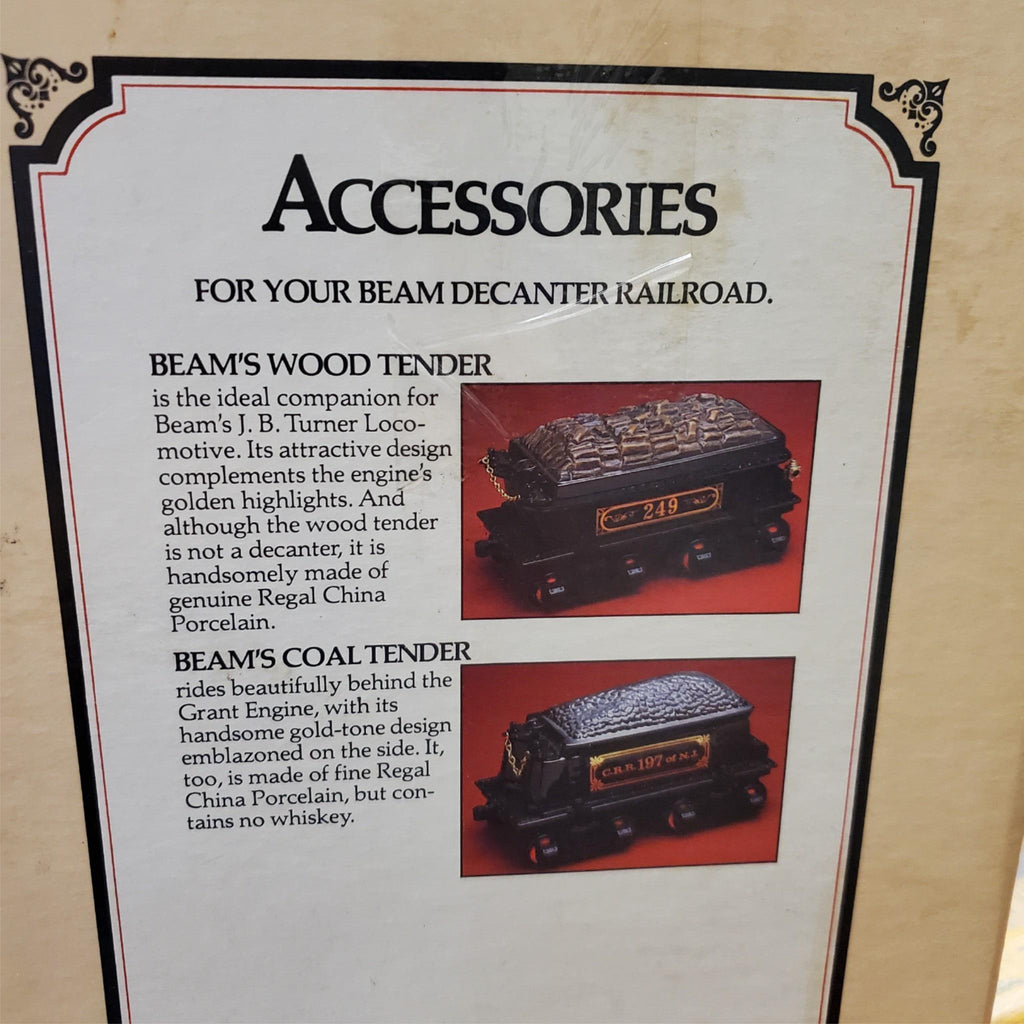 ACCESSORIES
FOR YOUR BEAM DECANTER RAILROAD.
BEAM'S WOOD TENDER
is the ideal companion for
Beam's J. B. Turner Loco-
motive. Its attractive design
complements the engine's
golden highlights. And
although the wood tender
is not a decanter, it is
handsomely made of
genuine Regal China
Porcelain.
249
BEAM'S COAL TENDER
rides beautifully behind the
Grant Engine, with its
handsome gold-tone design
emblazoned on the side. It,
too, is made of fine Regal
China Porcelain, but con-
tains no whiskey.
C.R.R. 197 of N.J.